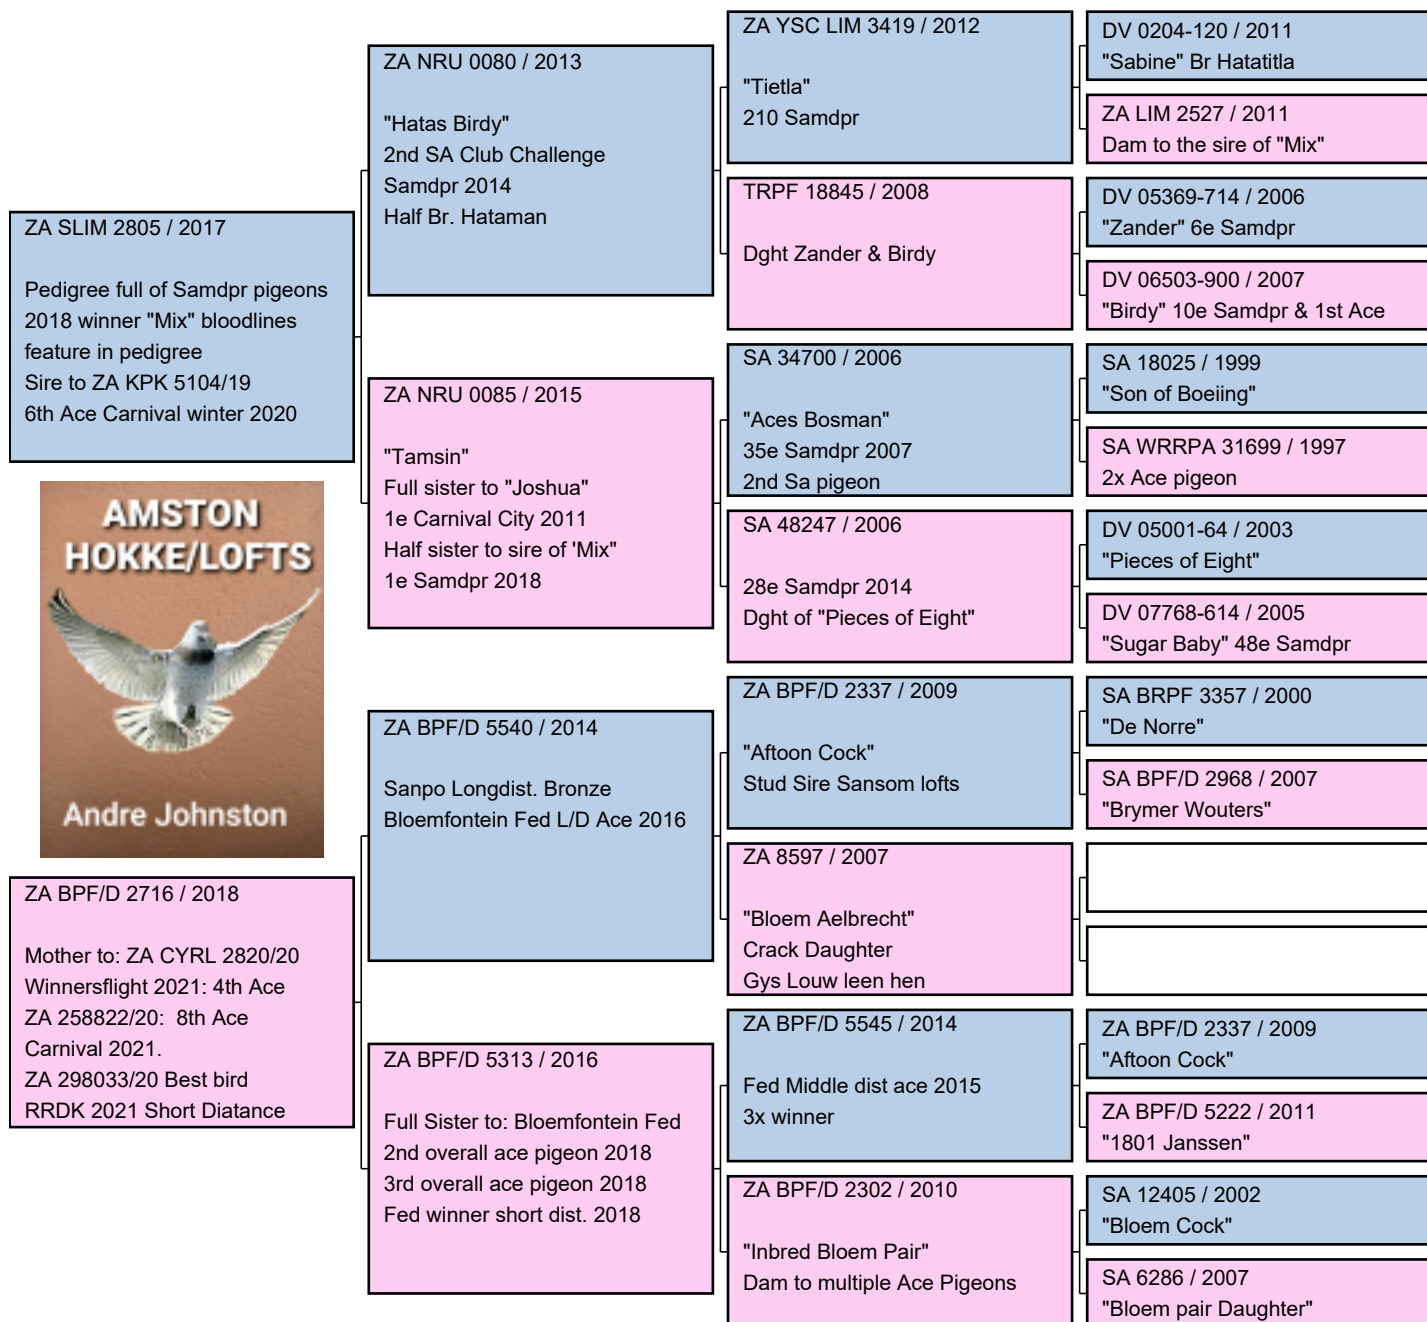 ZA SLIM 2805 / 2017
Pedigree full of Samdpr pigeons
2018 winner "Mix" bloodlines
feature in pedigree
Sire to ZA KPK 5104/19
6th Ace Carnival winter 2020
AMSTON
HOKKE/LOFTS
Andre Johnston
ZA BPF/D 2716 / 2018
Mother to: ZA CYRL 2820/20
Winnersflight 2021: 4th Ace
ZA 258822/20:  8th Ace
Carnival 2021.
ZA 298033/20 Best bird
RRDK 2021 Short Diatance
ZA NRU 0080 / 2013
"Hatas Birdy"
2nd SA Club Challenge
Samdpr 2014
Half Br. Hataman
ZA NRU 0085 / 2015
"Tamsin"
Full sister to "Joshua"
1e Carnival City 2011
Half sister to sire of 'Mix"
1e Samdpr 2018
ZA BPF/D 5540 / 2014
Sanpo Longdist. Bronze
Bloemfontein Fed L/D Ace 2016
ZA BPF/D 5313 / 2016
Full Sister to: Bloemfontein Fed
2nd overall ace pigeon 2018
3rd overall ace pigeon 2018
Fed winner short dist. 2018
ZA YSC LIM 3419 / 2012
"Tietla"
210 Samdpr
TRPF 18845 / 2008
Dght Zander & Birdy
SA 34700 / 2006
"Aces Bosman"
35e Samdpr 2007
2nd Sa pigeon
SA 48247 / 2006
28e Samdpr 2014
Dght of "Pieces of Eight"
ZA BPF/D 2337 / 2009
"Aftoon Cock"
Stud Sire Sansom lofts
ZA 8597 / 2007
"Bloem Aelbrecht"
Crack Daughter
Gys Louw leen hen
ZA BPF/D 5545 / 2014
Fed Middle dist ace 2015
3x winner
ZA BPF/D 2302 / 2010
"Inbred Bloem Pair"
Dam to multiple Ace Pigeons
DV 0204-120 / 2011
"Sabine" Br Hatatitla
ZA LIM 2527 / 2011
Dam to the sire of "Mix"
DV 05369-714 / 2006
"Zander" 6e Samdpr
DV 06503-900 / 2007
"Birdy" 10e Samdpr & 1st Ace
SA 18025 / 1999
"Son of Boeiing"
SA WRRPA 31699 / 1997
2x Ace pigeon
DV 05001-64 / 2003
"Pieces of Eight"
DV 07768-614 / 2005
"Sugar Baby" 48e Samdpr
SA BRPF 3357 / 2000
"De Norre"
SA BPF/D 2968 / 2007
"Brymer Wouters"
ZA BPF/D 2337 / 2009
"Aftoon Cock"
ZA BPF/D 5222 / 2011
"1801 Janssen"
SA 12405 / 2002
"Bloem Cock"
SA 6286 / 2007
"Bloem pair Daughter"